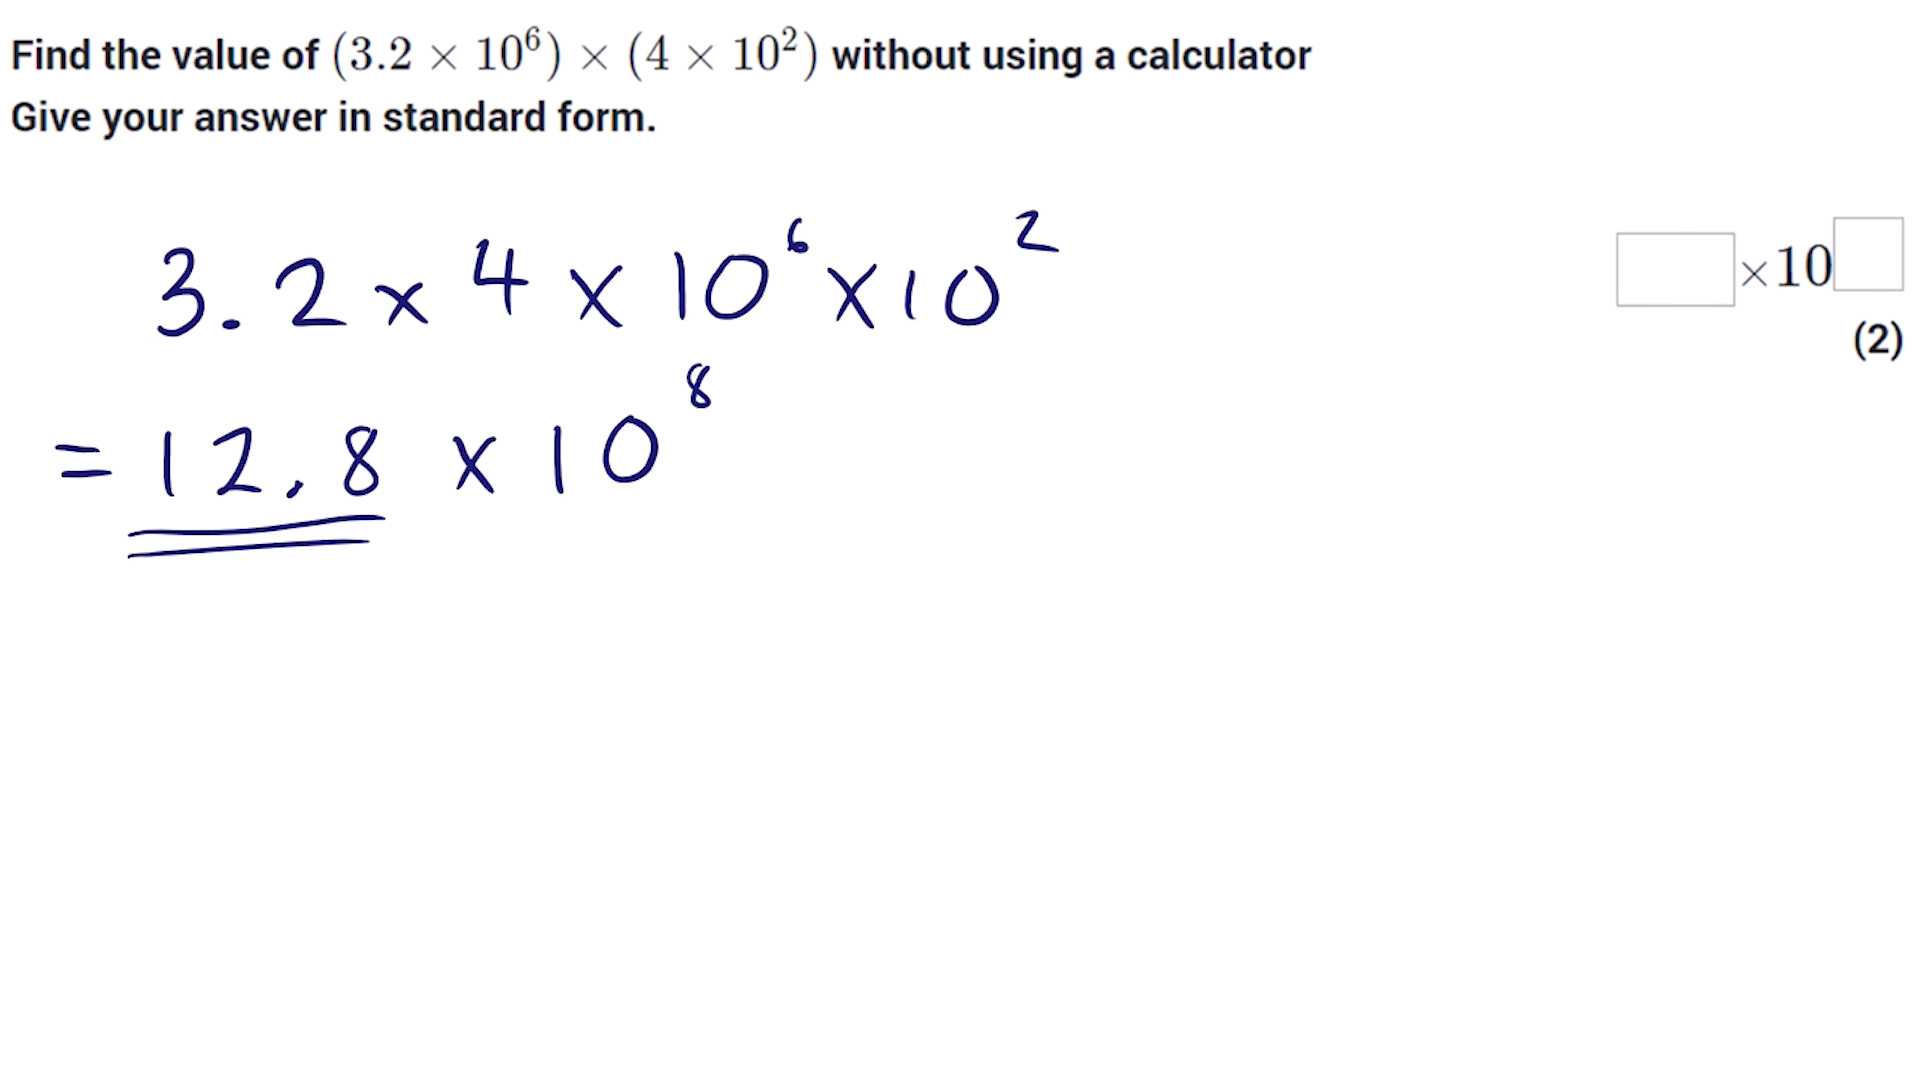 Find the value of (3.2 × 10⁶) × (4 × 10²) without using a calculator
Give your answer in standard form.
3.2 × 4 × 10⁶ × 10²
×10
(2)
= 12.8 × 10⁸